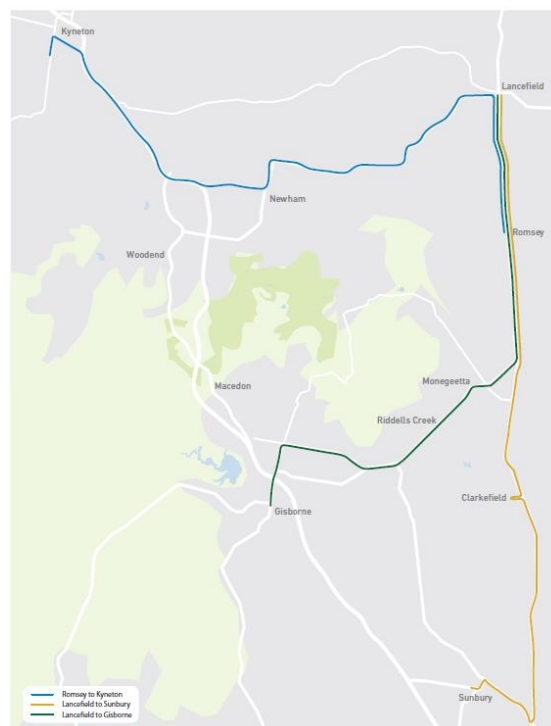 Kyneton
Lancefield
Newham
Romsey
Woodend
Macedon
Monegeetta
Riddells Creek
Clarkefield
Gisborne
Sunbury
Romsey to Kyneton
Lancefield to Sunbury
Lancefield to Gisborne